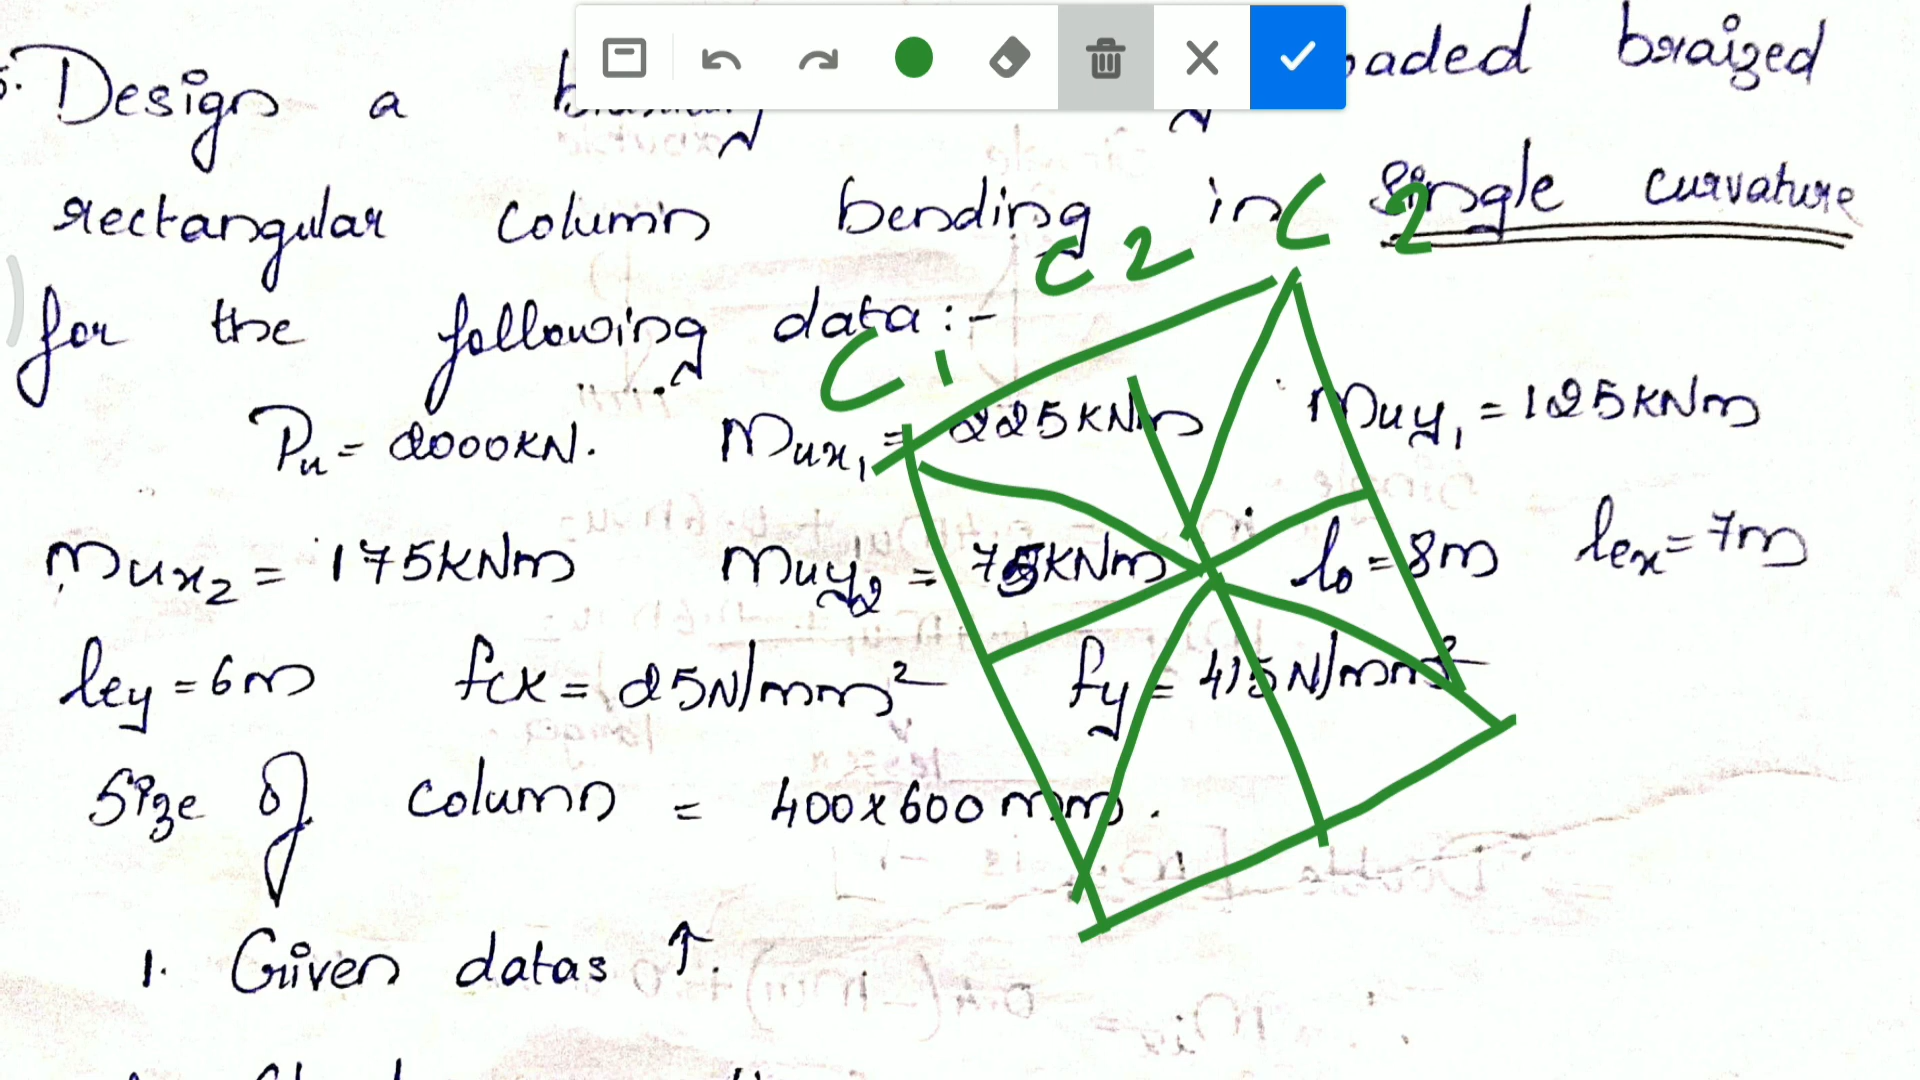 Design a b aded braized
rectangular column bending in single curvature
for the following data :-
Pu = 2000KN. Mux1 = 225KNm Muy1 = 125KNm
Mux2 = 175KNm Muy2 = 75KNm lo = 8m lex = 7m
ley = 6m fck = 25N/mm² fy = 415N/mm²
Size of column = 400x600 mm.
1. Given datas ↑.
C1 C2 C2